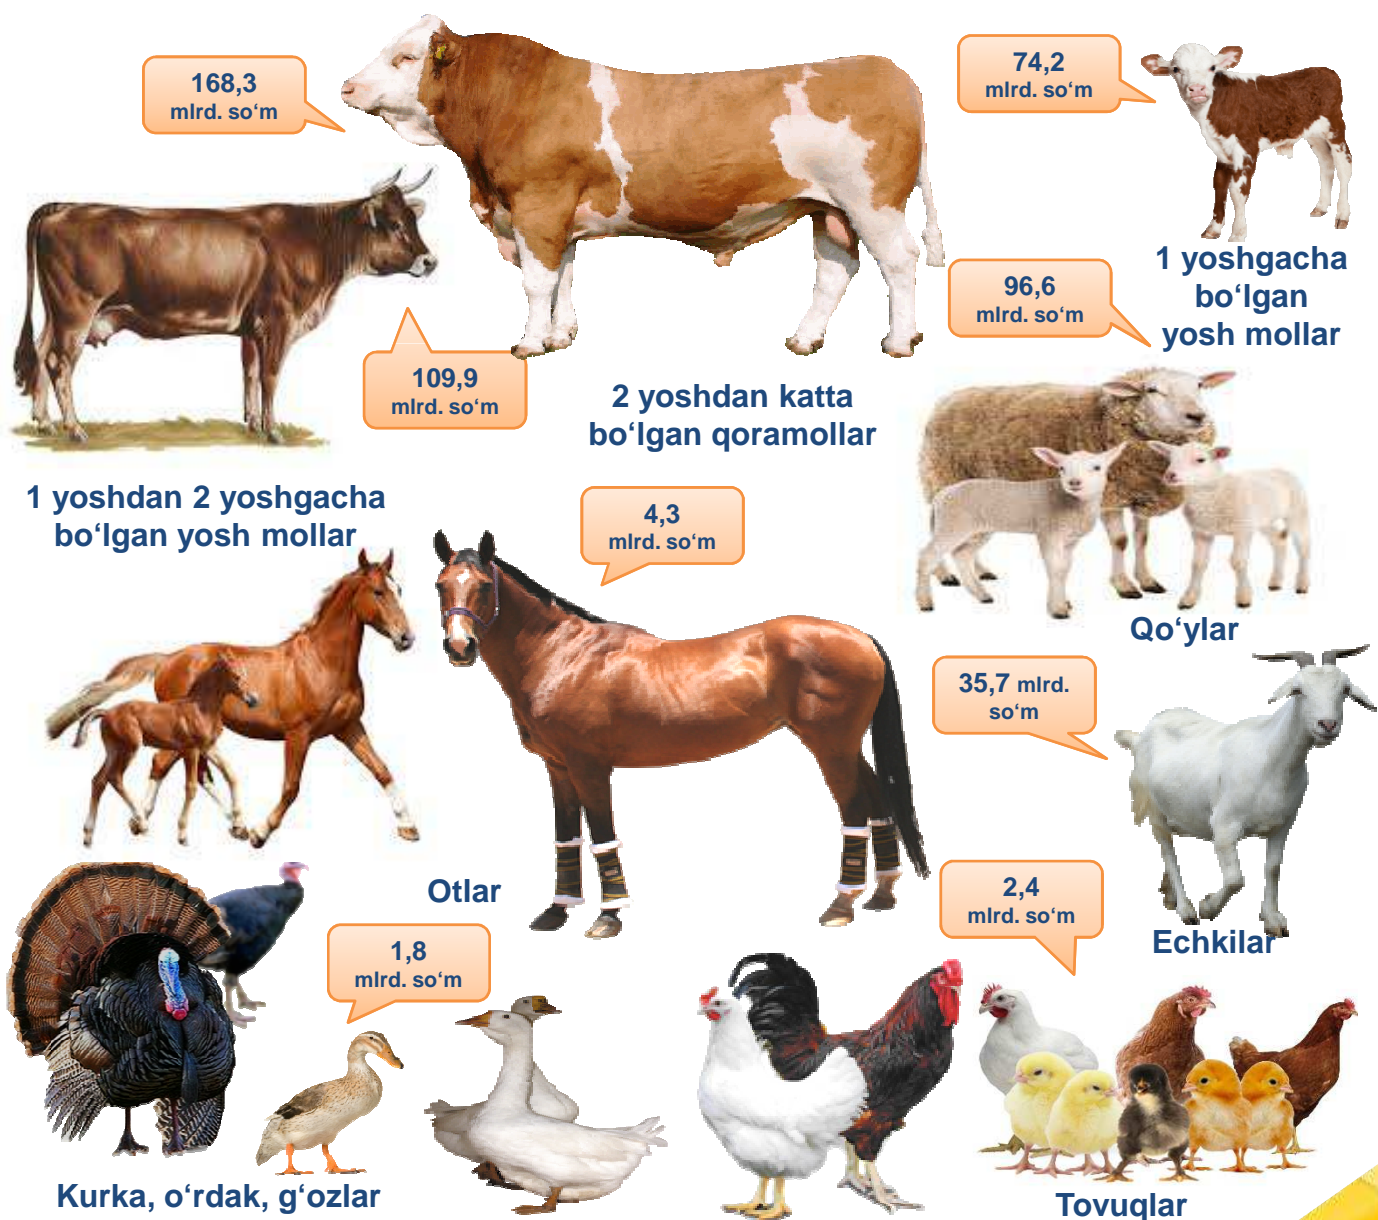 168,3
mlrd. so‘m
74,2
mlrd. so‘m
1 yoshgacha
bo‘lgan
yosh mollar
96,6
mlrd. so‘m
109,9
mlrd. so‘m
2 yoshdan katta
bo‘lgan qoramollar
1 yoshdan 2 yoshgacha
bo‘lgan yosh mollar
4,3
mlrd. so‘m
Qo‘ylar
35,7 mlrd.
so‘m
Otlar
2,4
mlrd. so‘m
Echkilar
1,8
mlrd. so‘m
Kurka, o‘rdak, g‘ozlar
Tovuqlar